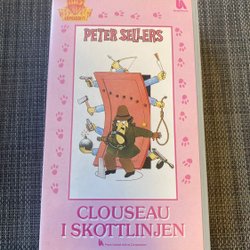 PETER SELLERS
CLOUSEAU
I SKOTTLINJEN